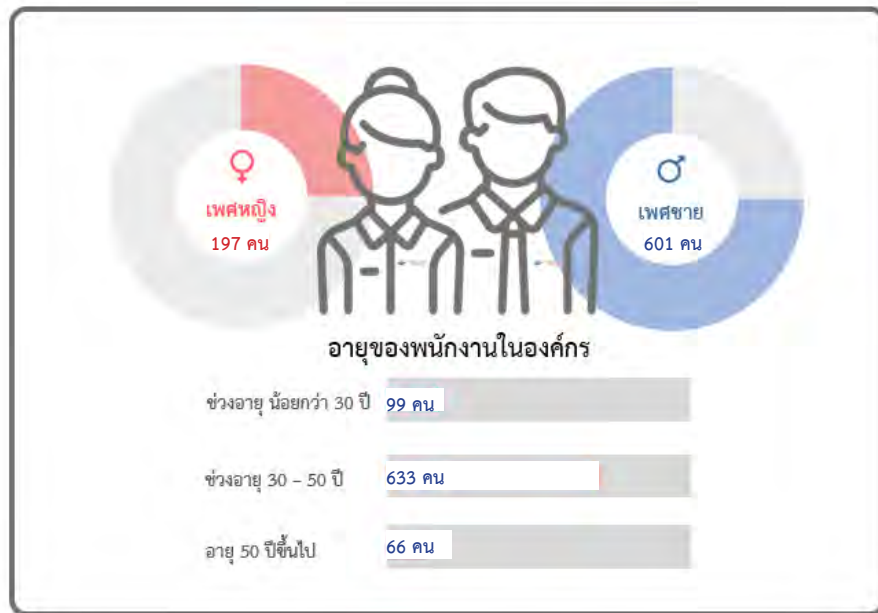 เพศหญิง
197 คน
เพศชาย
601 คน
อายุของพนักงานในองค์กร
ช่วงอายุ น้อยกว่า 30 ปี 99 คน
ช่วงอายุ 30 – 50 ปี 633 คน
อายุ 50 ปีขึ้นไป 66 คน